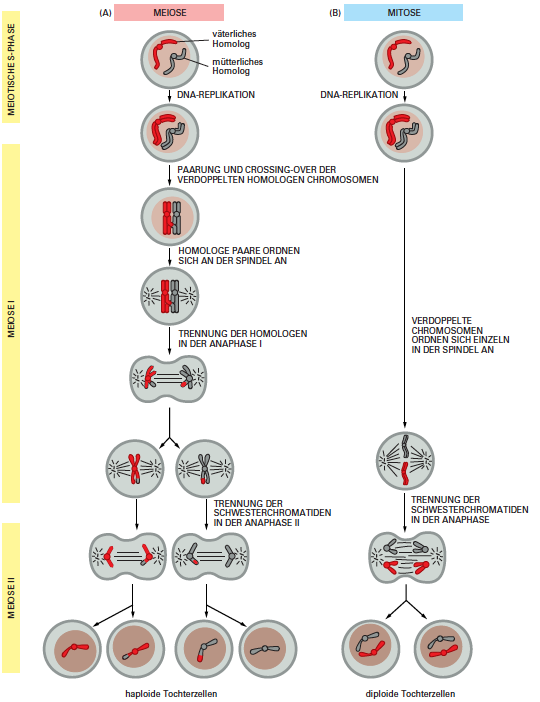 (A)
MEIOSE
(B)
MITOSE
MEIOTISCHE S-PHASE
väterliches
Homolog
mütterliches
Homolog
DNA-REPLIKATION
DNA-REPLIKATION
MEIOSE I
PAARUNG UND CROSSING-OVER DER
VERDOPPELTEN HOMOLOGEN CHROMOSOMEN
HOMOLOGE PAARE ORDNEN
SICH AN DER SPINDEL AN
TRENNUNG DER HOMOLOGEN
IN DER ANAPHASE I
VERDOPPELTE
CHROMOSOMEN
ORDNEN SICH EINZELN
IN DER SPINDEL AN
TRENNUNG DER
SCHWESTERCHROMATIDEN
IN DER ANAPHASE II
TRENNUNG DER
SCHWESTERCHROMATIDEN
IN DER ANAPHASE
MEIOSE II
haploide Tochterzellen
diploide Tochterzellen